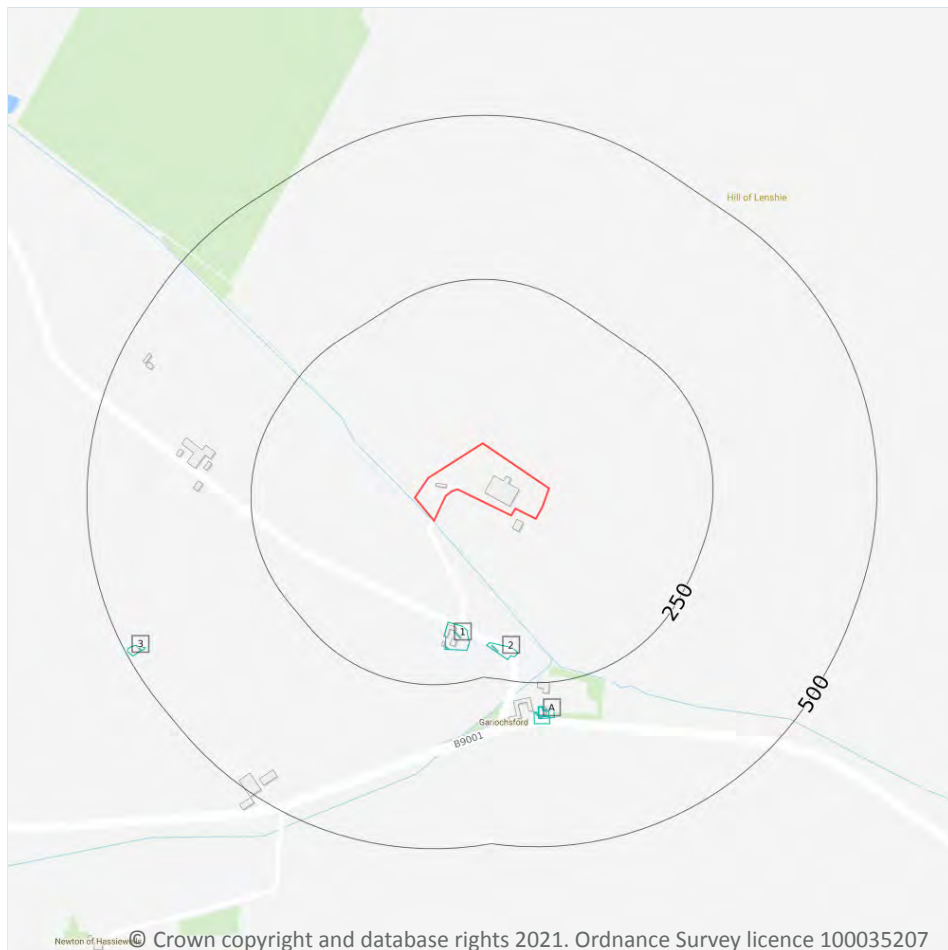 Hill of Lenshie
250
1
3
2
500
A
Gariochsford
B9001
Newton of Hassiewells
© Crown copyright and database rights 2021. Ordnance Survey licence 100035207